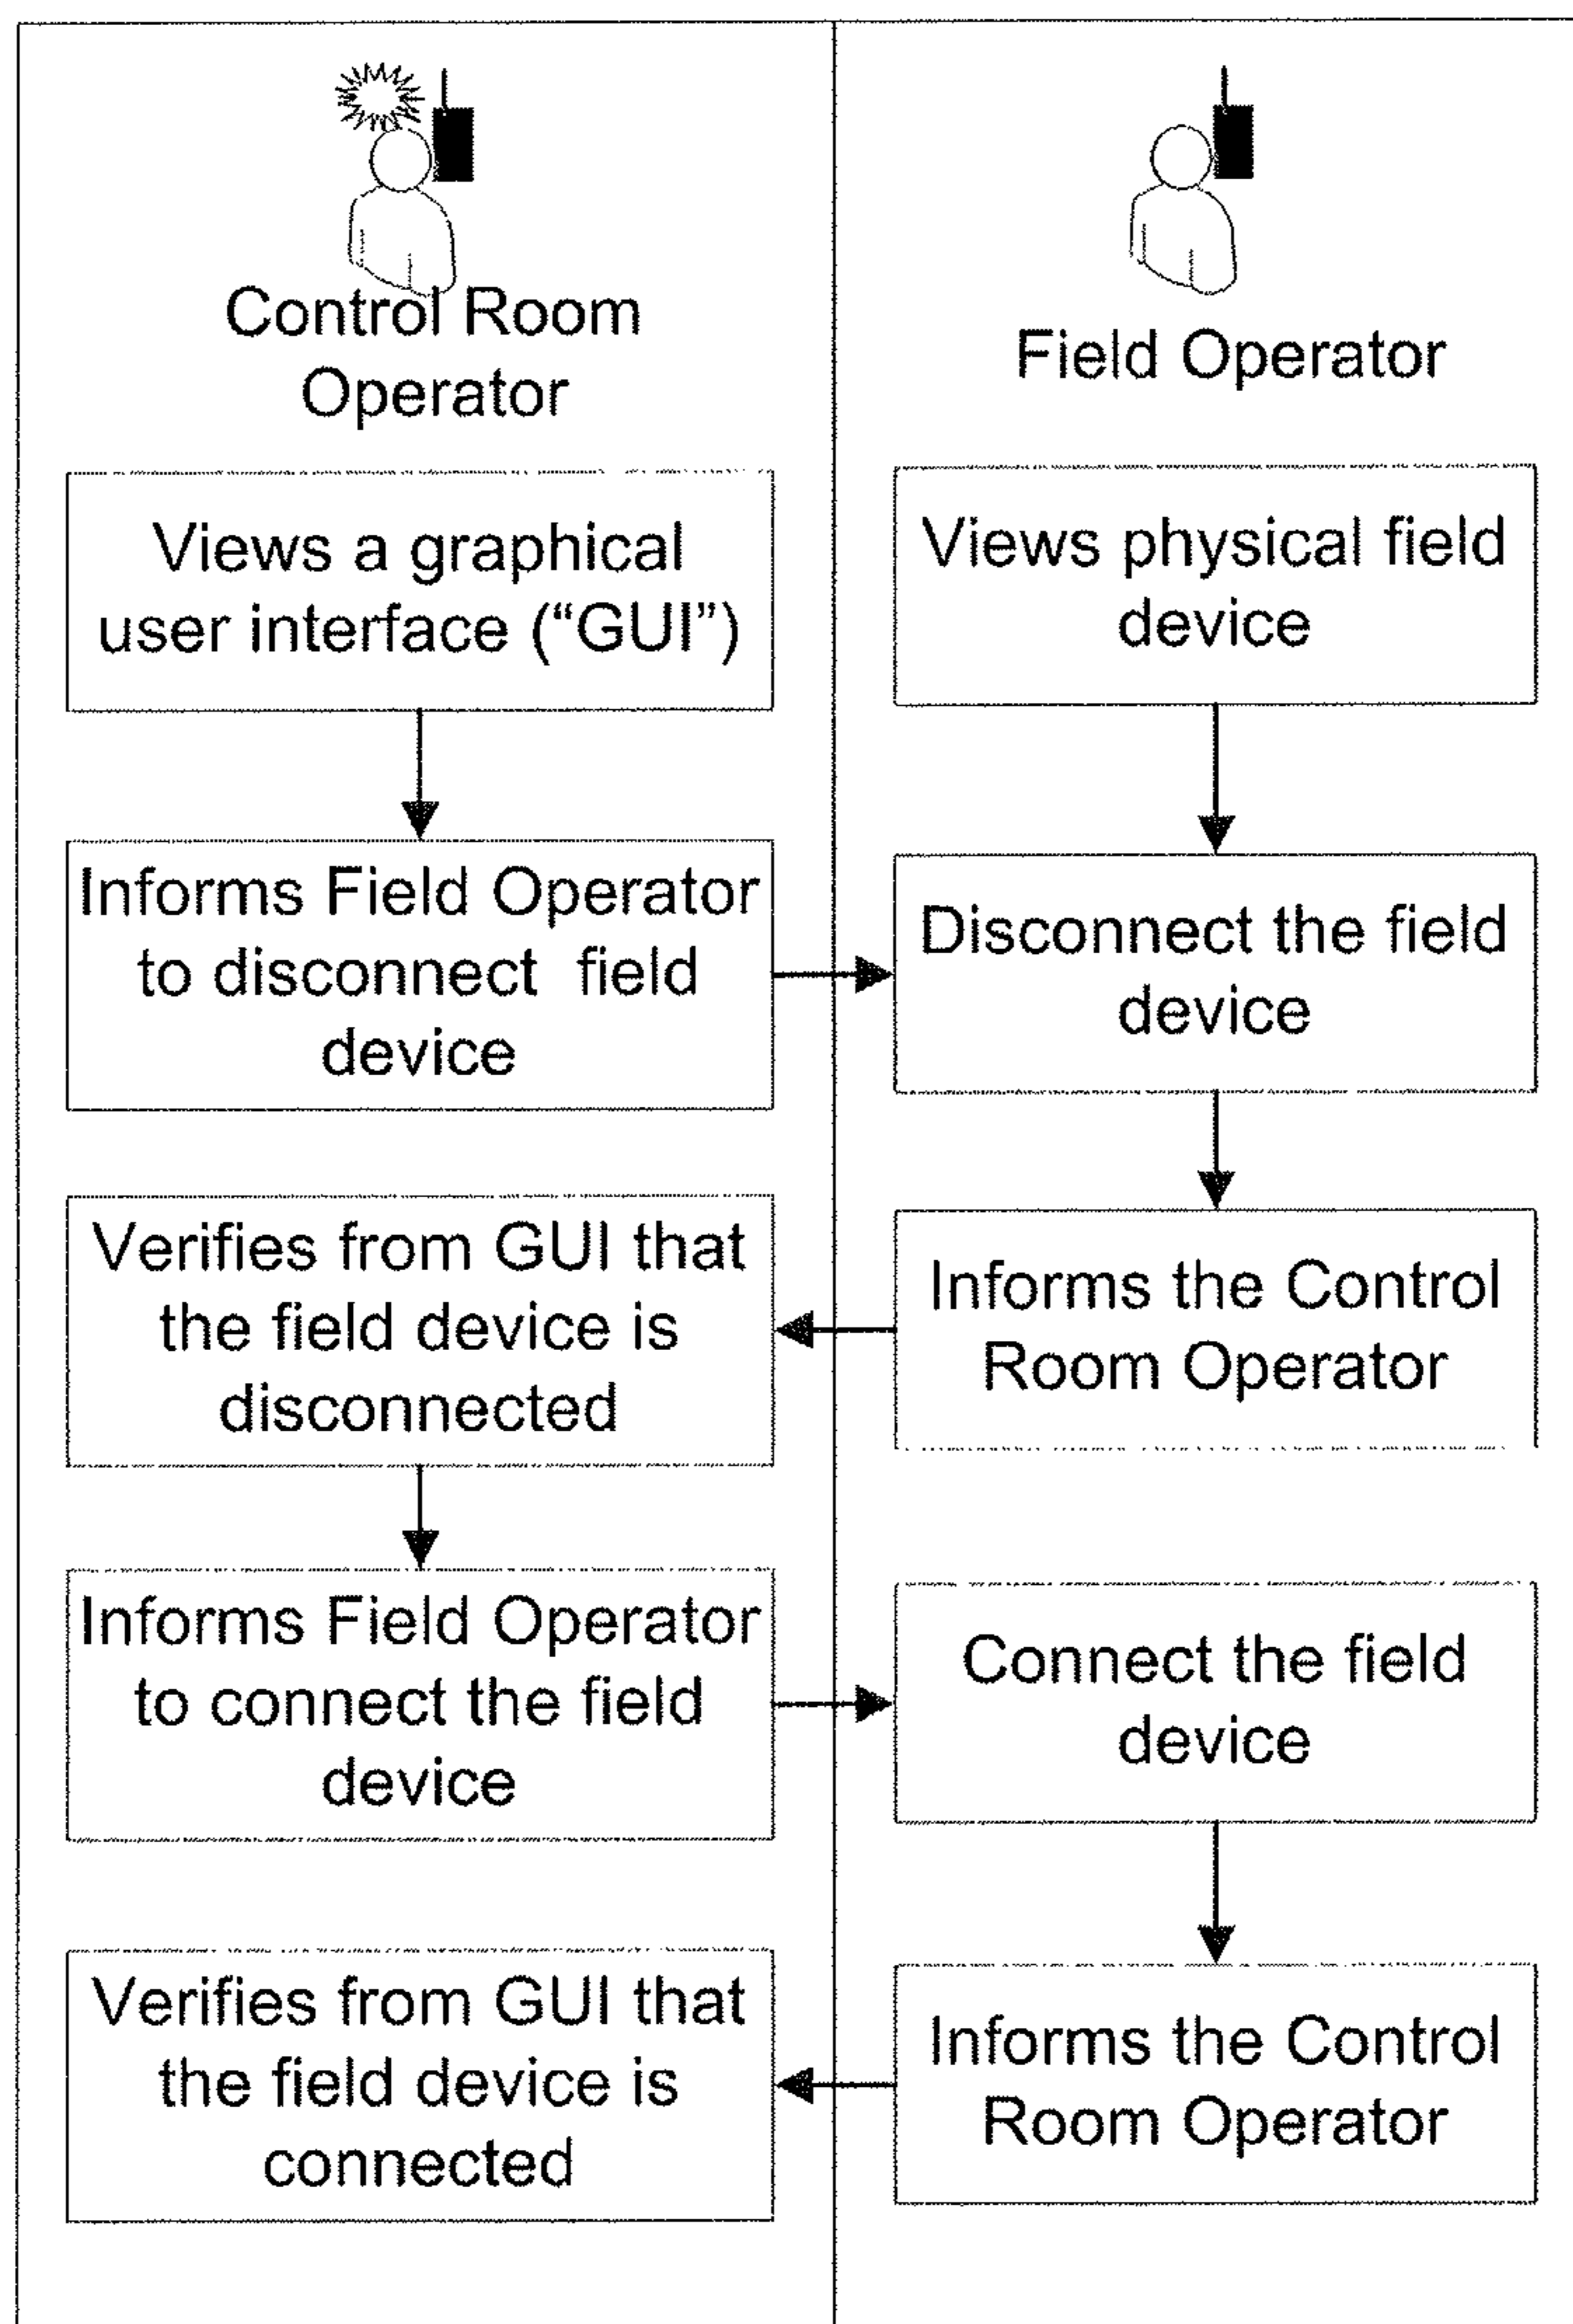 Control Room
Operator
Field Operator
Views a graphical
user interface (“GUI”)
Views physical field
device
Informs Field Operator
to disconnect field
device
Disconnect the field
device
Verifies from GUI that
the field device is
disconnected
Informs the Control
Room Operator
Informs Field Operator
to connect the field
device
Connect the field
device
Verifies from GUI that
the field device is
connected
Informs the Control
Room Operator